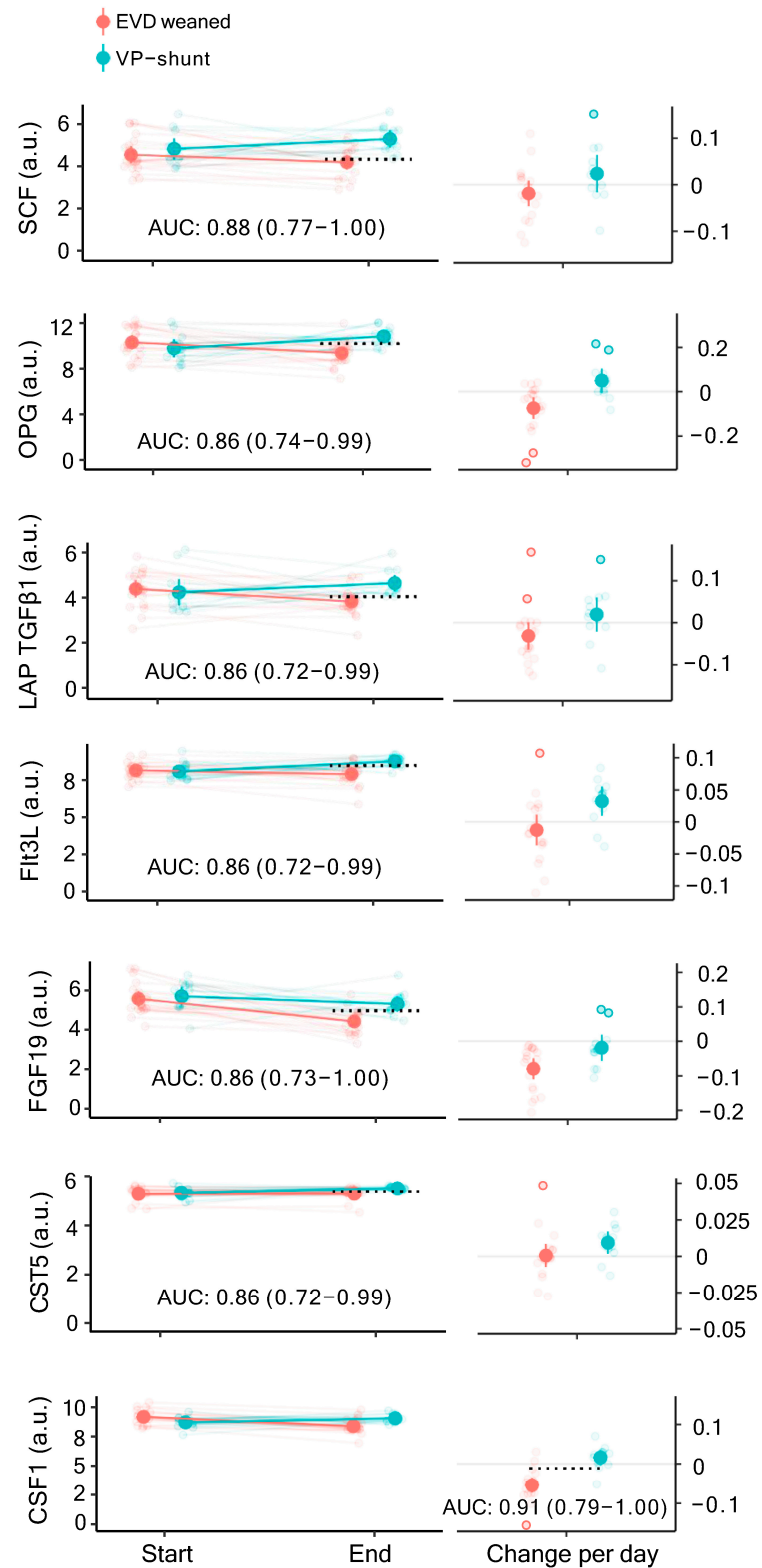 EVD weaned
VP−shunt
SCF (a.u.)
6
4
2
0
AUC: 0.88 (0.77−1.00)
0.1
0
−0.1
OPG (a.u.)
12
8
4
0
AUC: 0.86 (0.74−0.99)
0.2
0
−0.2
LAP TGFβ1 (a.u.)
6
4
2
0
AUC: 0.86 (0.72−0.99)
0.1
0
−0.1
Flt3L (a.u.)
8
5
2
0
AUC: 0.86 (0.72−0.99)
0.1
0.05
0
−0.05
−0.1
FGF19 (a.u.)
6
4
2
0
AUC: 0.86 (0.73−1.00)
0.2
0.1
0
−0.1
−0.2
CST5 (a.u.)
6
4
2
0
AUC: 0.86 (0.72−0.99)
0.05
0.025
0
−0.025
−0.05
CSF1 (a.u.)
10
8
5
2
0
0.1
0
−0.1
AUC: 0.91 (0.79−1.00)
Start
End
Change per day